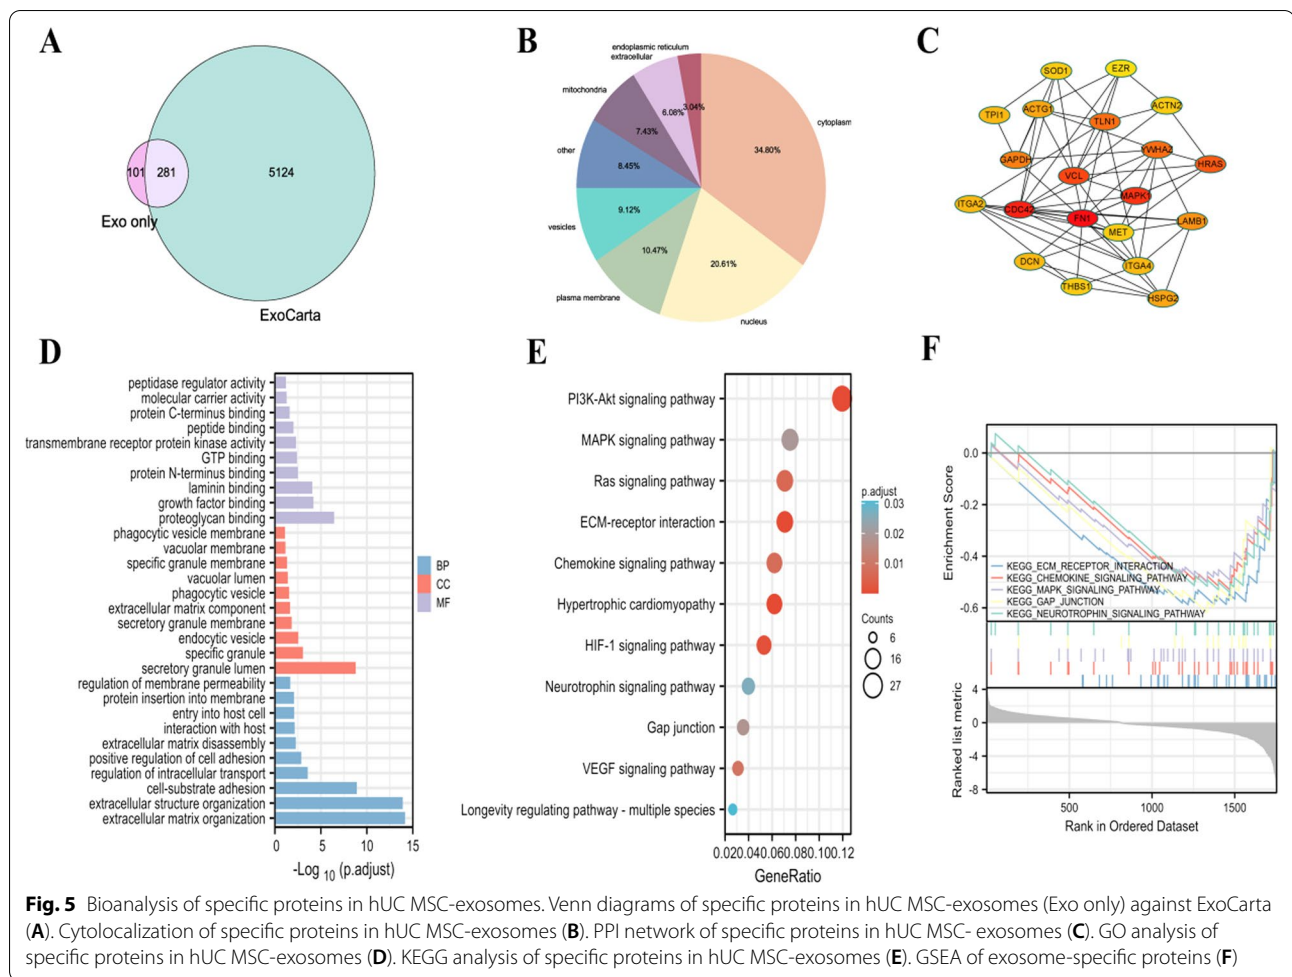 A
101
281
5124
Exo only
ExoCarta
B
endoplasmic reticulum
extracellular
mitochondria
other
vesicles
plasma membrane
nucleus
cytoplasm
3.04%
6.08%
7.43%
8.45%
9.12%
10.47%
20.61%
34.80%
C
SOD1
EZR
TPI1
ACTG1
ACTN2
TLN1
GAPDH
YWHAZ
HRAS
VCL
MAPK1
ITGA2
CDC42
FN1
LAMB1
MET
DCN
ITGA4
THBS1
HSPG2
D
peptidase regulator activity
molecular carrier activity
protein C-terminus binding
peptide binding
transmembrane receptor protein kinase activity
GTP binding
protein N-terminus binding
laminin binding
growth factor binding
proteoglycan binding
phagocytic vesicle membrane
vacuolar membrane
specific granule membrane
vacuolar lumen
phagocytic vesicle
extracellular matrix component
secretory granule membrane
endocytic vesicle
specific granule
secretory granule lumen
regulation of membrane permeability
protein insertion into membrane
entry into host cell
interaction with host
extracellular matrix disassembly
positive regulation of cell adhesion
regulation of intracellular transport
cell-substrate adhesion
extracellular structure organization
extracellular matrix organization
0 5 10 15
-Log 10 (p.adjust)
BP
CC
MF
E
PI3K-Akt signaling pathway
MAPK signaling pathway
Ras signaling pathway
ECM-receptor interaction
Chemokine signaling pathway
Hypertrophic cardiomyopathy
HIF-1 signaling pathway
Neurotrophin signaling pathway
Gap junction
VEGF signaling pathway
Longevity regulating pathway - multiple species
0.020.040.060.080.100.12
GeneRatio
p.adjust
0.03
0.02
0.01
Counts
6
16
27
F
Enrichment Score
0.0
-0.2
-0.4
-0.6
KEGG_ECM_RECEPTOR_INTERACTION
KEGG_CHEMOKINE_SIGNALING_PATHWAY
KEGG_MAPK_SIGNALING_PATHWAY
KEGG_GAP_JUNCTION
KEGG_NEUROTROPHIN_SIGNALING_PATHWAY
Ranked list metric
4
0
-4
-8
500 1000 1500
Rank in Ordered Dataset
Fig. 5 Bioanalysis of specific proteins in hUC MSC-exosomes. Venn diagrams of specific proteins in hUC MSC-exosomes (Exo only) against ExoCarta
(A). Cytolocalization of specific proteins in hUC MSC-exosomes (B). PPI network of specific proteins in hUC MSC- exosomes (C). GO analysis of
specific proteins in hUC MSC-exosomes (D). KEGG analysis of specific proteins in hUC MSC-exosomes (E). GSEA of exosome-specific proteins (F)